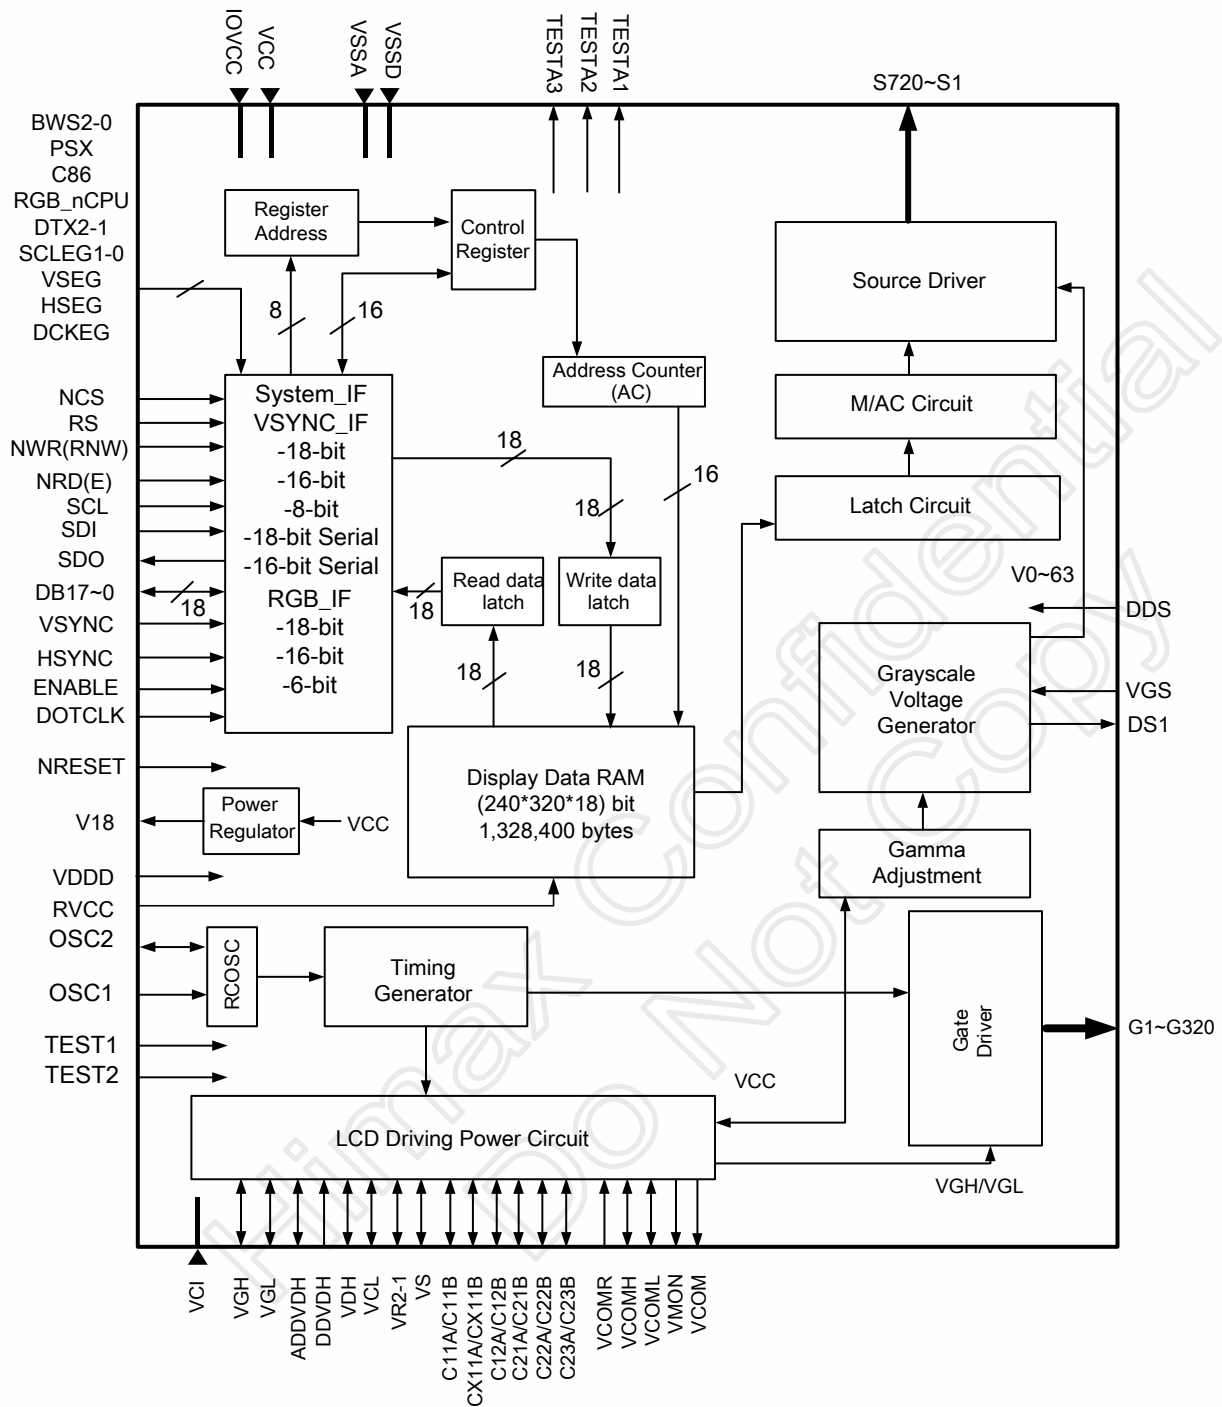 IOVCC
VCC
VSSA
VSSD
TESTA3
TESTA2
TESTA1
S720~S1
BWS2-0
PSX
C86
RGB_nCPU
DTX2-1
SCLEG1-0
VSEG
HSEG
DCKEG
Register
Address
Control
Register
Source Driver
8
16
Address Counter
(AC)
M/AC Circuit
NCS
RS
NWR(RNW)
NRD(E)
SCL
SDI
SDO
DB17~0
18
VSYNC
HSYNC
ENABLE
DOTCLK
System_IF
VSYNC_IF
-18-bit
-16-bit
-8-bit
-18-bit Serial
-16-bit Serial
RGB_IF
-18-bit
-16-bit
-6-bit
18
18
16
Latch Circuit
Read data
latch
Write data
latch
18
18
18
V0~63
DDS
VGS
DS1
Grayscale
Voltage
Generator
NRESET
Display Data RAM
(240*320*18) bit
1,328,400 bytes
V18
Power
Regulator
VCC
Gamma
Adjustment
VDDD
RVCC
OSC2
OSC1
RCOSC
Timing
Generator
Gate
Driver
G1~G320
TEST1
TEST2
VCC
LCD Driving Power Circuit
VGH/VGL
VCI
VGH
VGL
ADDVDH
DDVDH
VDH
VCL
VR2-1
VS
C11A/C11B
CX11A/CX11B
C12A/C12B
C21A/C21B
C22A/C22B
C23A/C23B
VCOMR
VCOMH
VCOML
VMON
VCOM
Himax Confidential
Do Not Copy